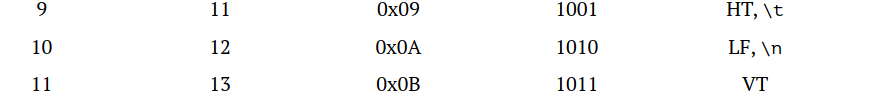 9 11 0x09 1001 HT, \t
10 12 0x0A 1010 LF, \n
11 13 0x0B 1011 VT